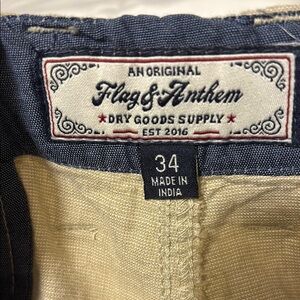 AN ORIGINAL
Flag & Anthem
★ DRY GOODS SUPPLY ★
EST 2016
34
MADE IN
INDIA